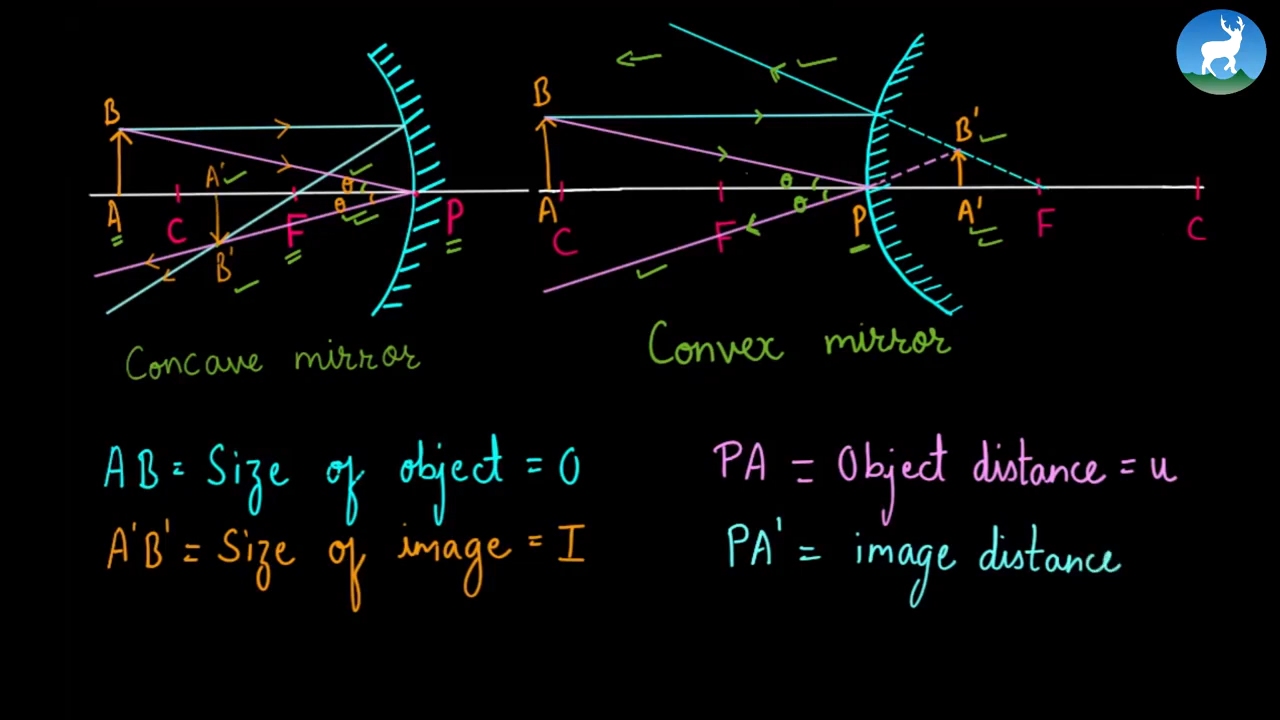 B
A' θ
A C B' F θ P
Concave mirror
B
B'
θ
θ
A C F P A' F C
Convex mirror
AB = Size of object = O
A'B' = Size of image = I
PA = Object distance = u
PA' = image distance